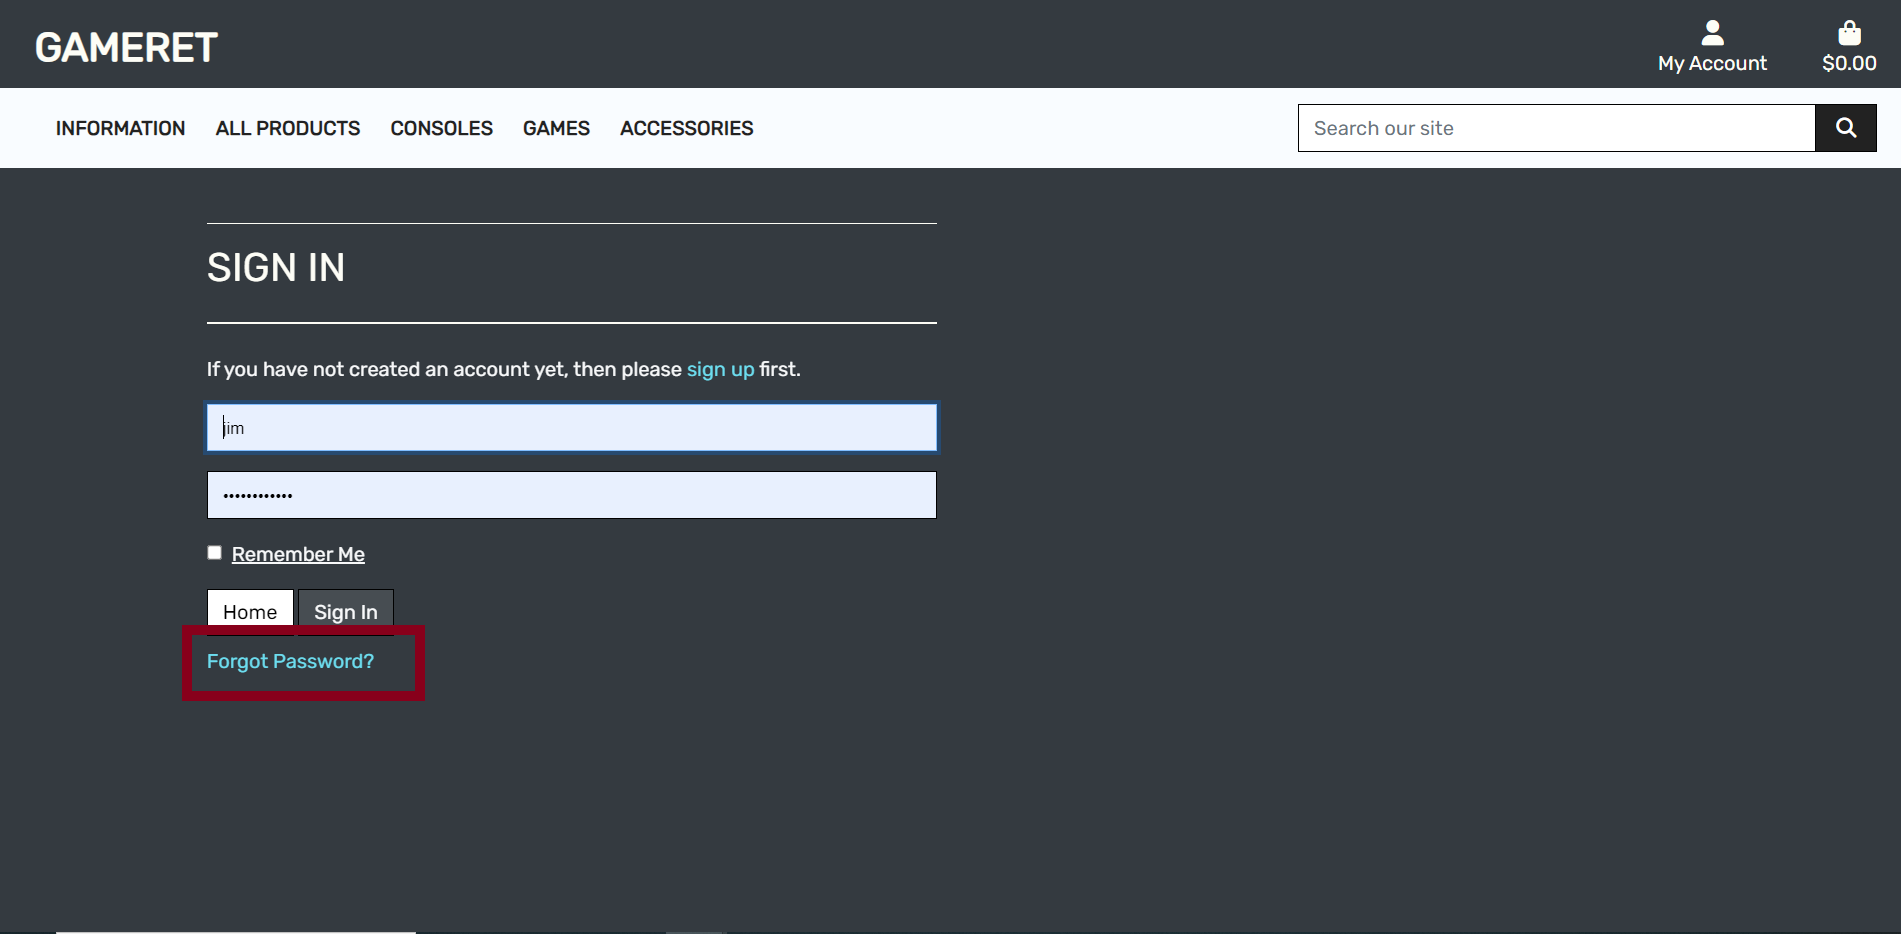 GAMERET
My Account
$0.00
INFORMATION ALL PRODUCTS CONSOLES GAMES ACCESSORIES
Search our site
SIGN IN
If you have not created an account yet, then please sign up first.
jim
••••••••••••
Remember Me
Home Sign In
Forgot Password?